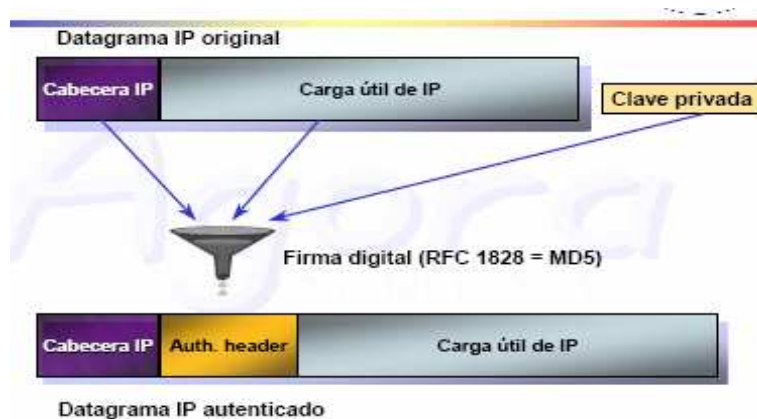 Datagrama IP original
Cabecera IP
Carga útil de IP
Clave privada
Agora
Firma digital (RFC 1828 = MD5)
Cabecera IP
Auth. header
Carga útil de IP
Datagrama IP autenticado